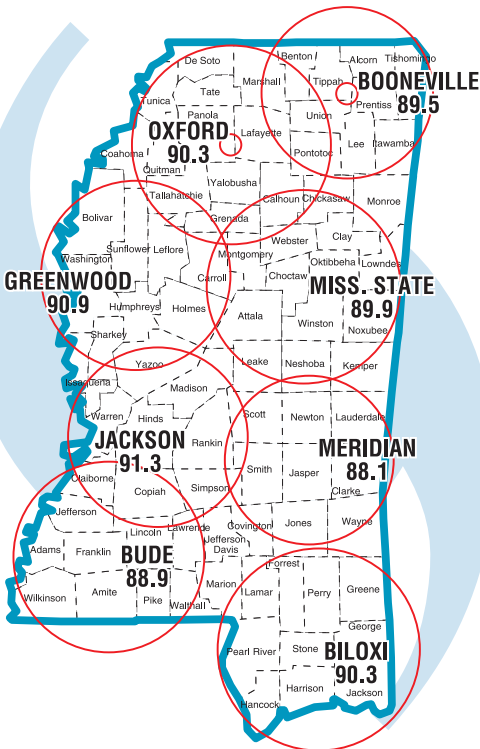 Benton
Alcorn
Tishomingo
De Soto
Marshall
Tippah
BOONEVILLE
89.5
Tate
Prentiss
Tunica
Panola
Union
OXFORD
90.3
Lafayette
Lee
Itawamba
Coahoma
Pontotoc
Quitman
Yalobusha
Tallahatchie
Calhoun
Chickasaw
Monroe
Bolivar
Grenada
Clay
Webster
Sunflower
Leflore
Montgomery
Washington
Oktibbeha
Lowndes
GREENWOOD
90.9
Carroll
Choctaw
MISS. STATE
89.9
Humphreys
Holmes
Attala
Winston
Noxubee
Sharkey
Yazoo
Leake
Neshoba
Kemper
Issaquena
Madison
Warren
Hinds
Scott
Newton
Lauderdale
JACKSON
91.3
Rankin
MERIDIAN
88.1
Smith
Jasper
Claiborne
Copiah
Simpson
Clarke
Jefferson
Lincoln
Lawrence
Covington
Jones
Wayne
Jefferson
Davis
Adams
Franklin
BUDE
88.9
Forrest
Marion
Lamar
Perry
Greene
Wilkinson
Amite
Pike
Walthall
George
Pearl River
Stone
BILOXI
90.3
Harrison
Jackson
Hancock